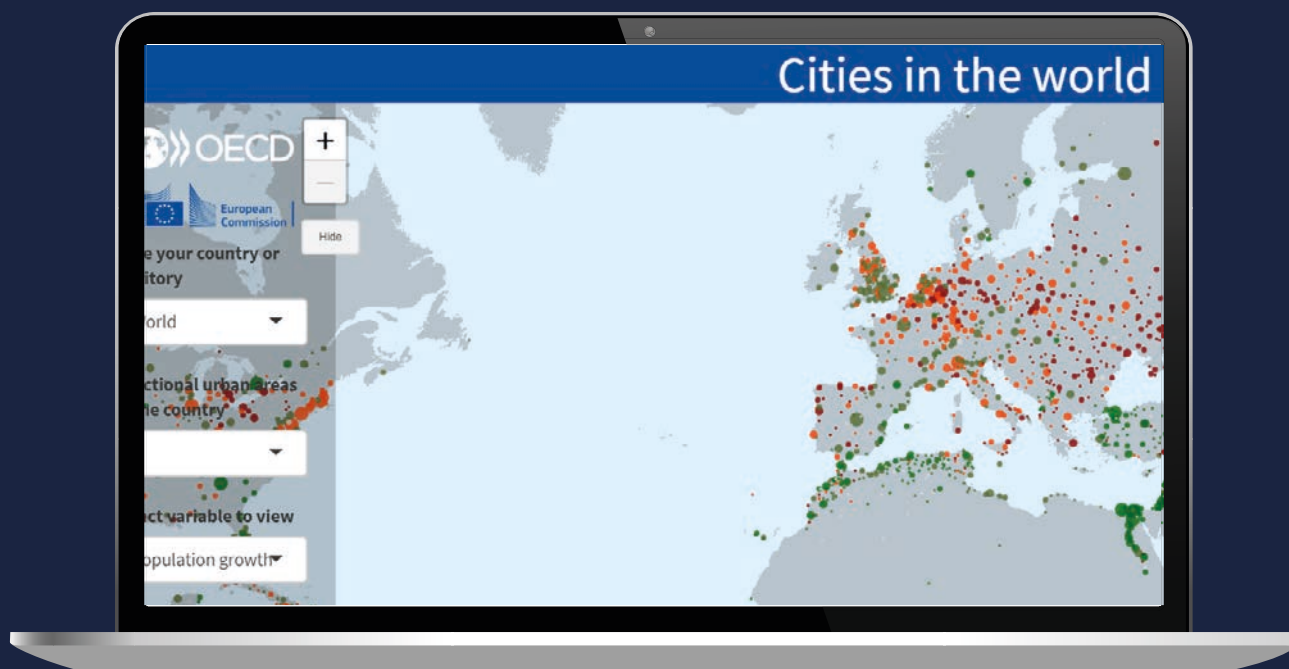 Cities in the world
OECD
+
European
Commission
Hide
e your country or
itory
orld
ctional urban areas
e country
ct variable to view
opulation growth